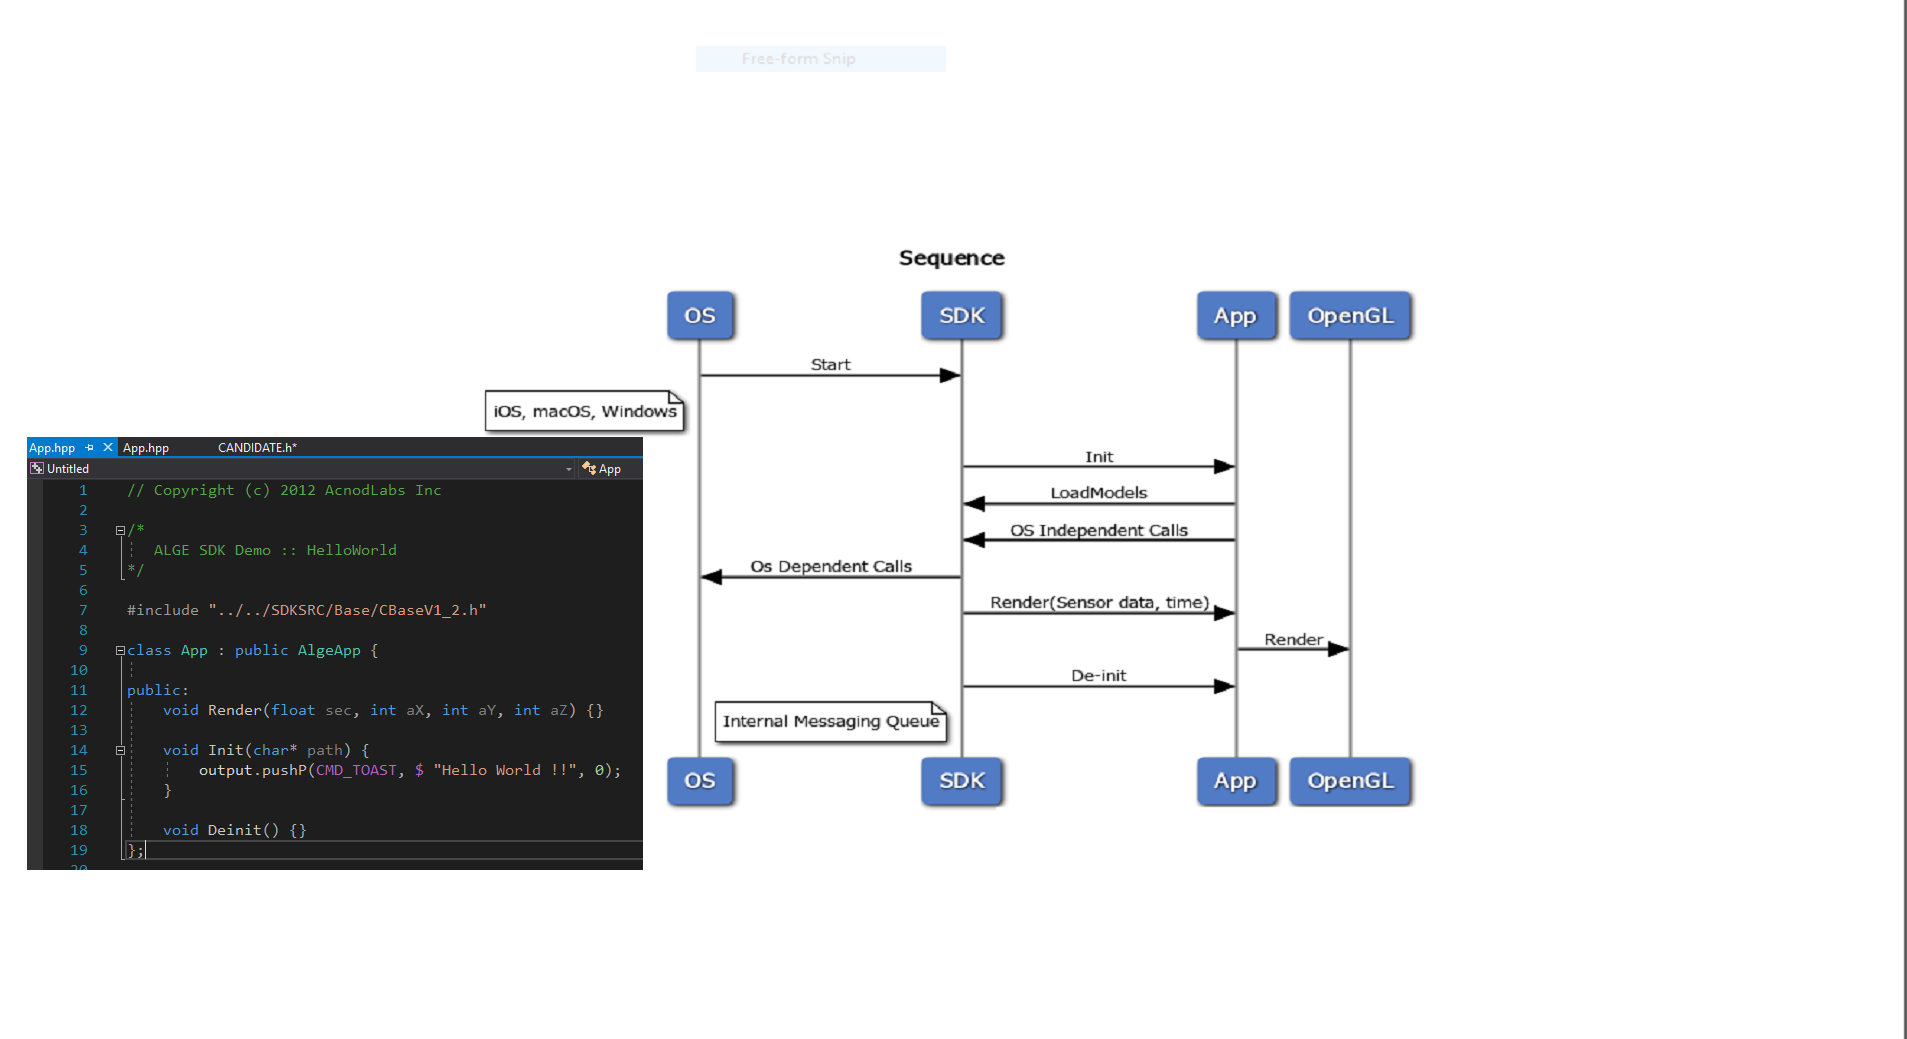 Free-form Snip
Sequence
OS
SDK
App
OpenGL
Start
iOS, macOS, Windows
Init
LoadModels
OS Independent Calls
Os Dependent Calls
Render(Sensor data, time)
Render
De-init
Internal Messaging Queue
OS
SDK
App
OpenGL
App.hpp App.hpp CANDIDATE.h*
Untitled App
1 // Copyright (c) 2012 AcnodLabs Inc
2
3 /*
4 ALGE SDK Demo :: HelloWorld
5 */
6
7 #include "../../SDKSRC/Base/CBaseV1_2.h"
8
9 class App : public AlgeApp {
10
11 public:
12 void Render(float sec, int aX, int aY, int aZ) {}
13
14 void Init(char* path) {
15 output.pushP(CMD_TOAST, $ "Hello World !!", 0);
16 }
17
18 void Deinit() {}
19 };
20